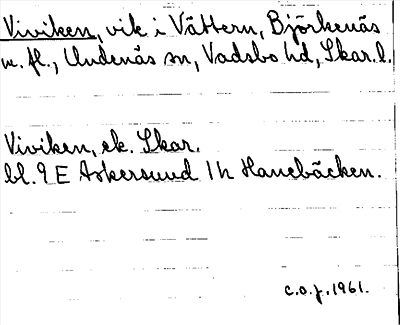 Viviken, vik i Vättern, Björkenäs
m. fl., Undenäs sn, Vadsbo hd, Skar. l.
Viviken, ek. Skar.
bl. 9 E Askersund 1 h Hanebäcken.
c.o.j. 1961.